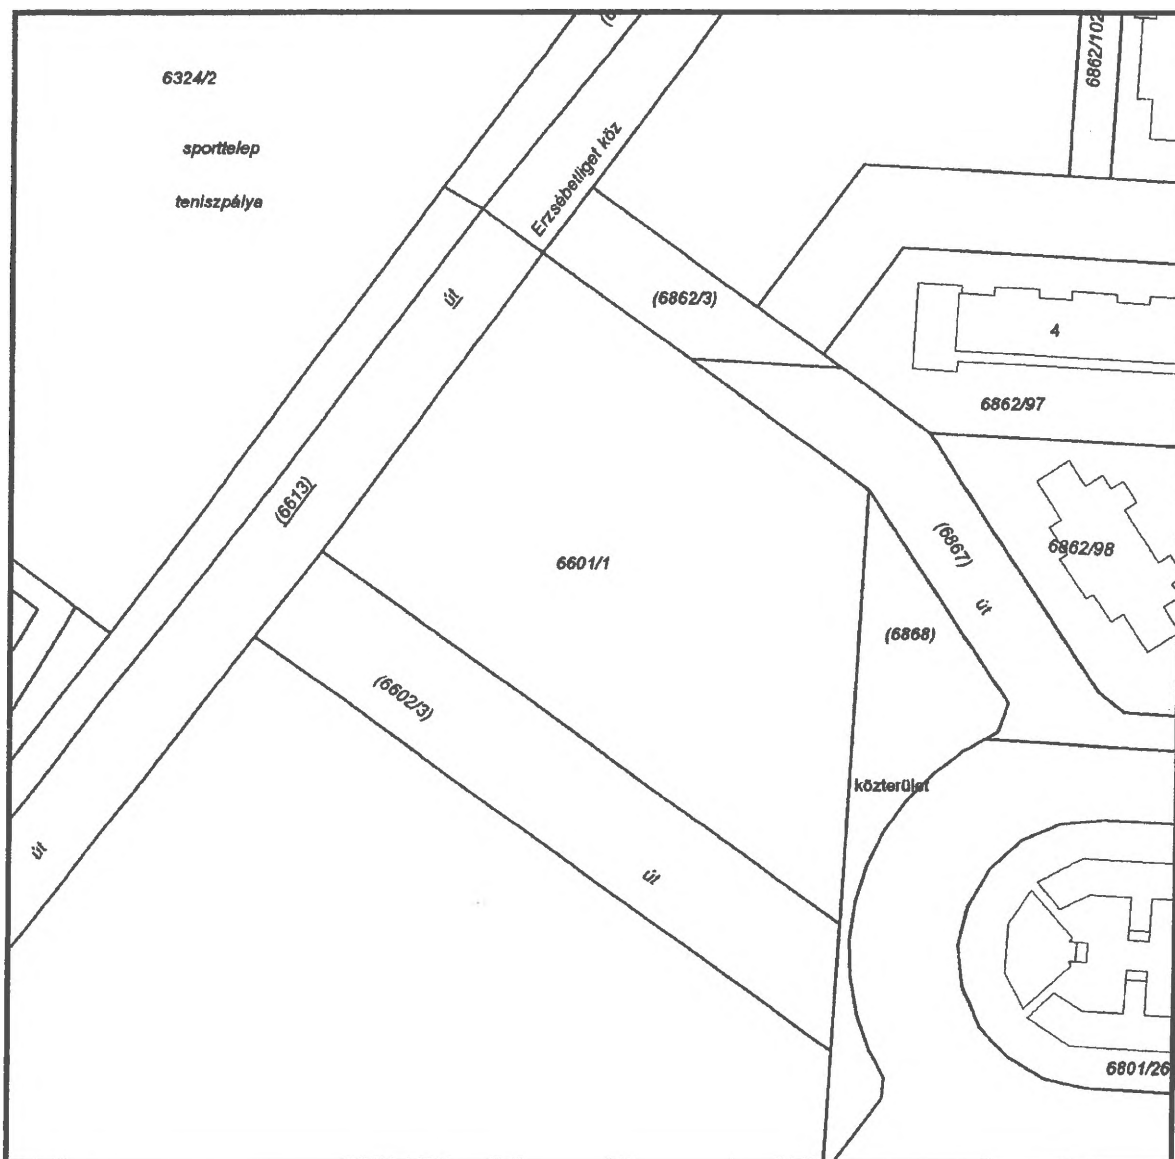 6862/102
6324/2
sporttelep
teniszpálya
Erzsébetliget köz
út
(6862/3)
4
6862/97
(6613)
6601/1
(6867)
út
6862/98
(6868)
(6602/3)
közterület
út
út
6801/26